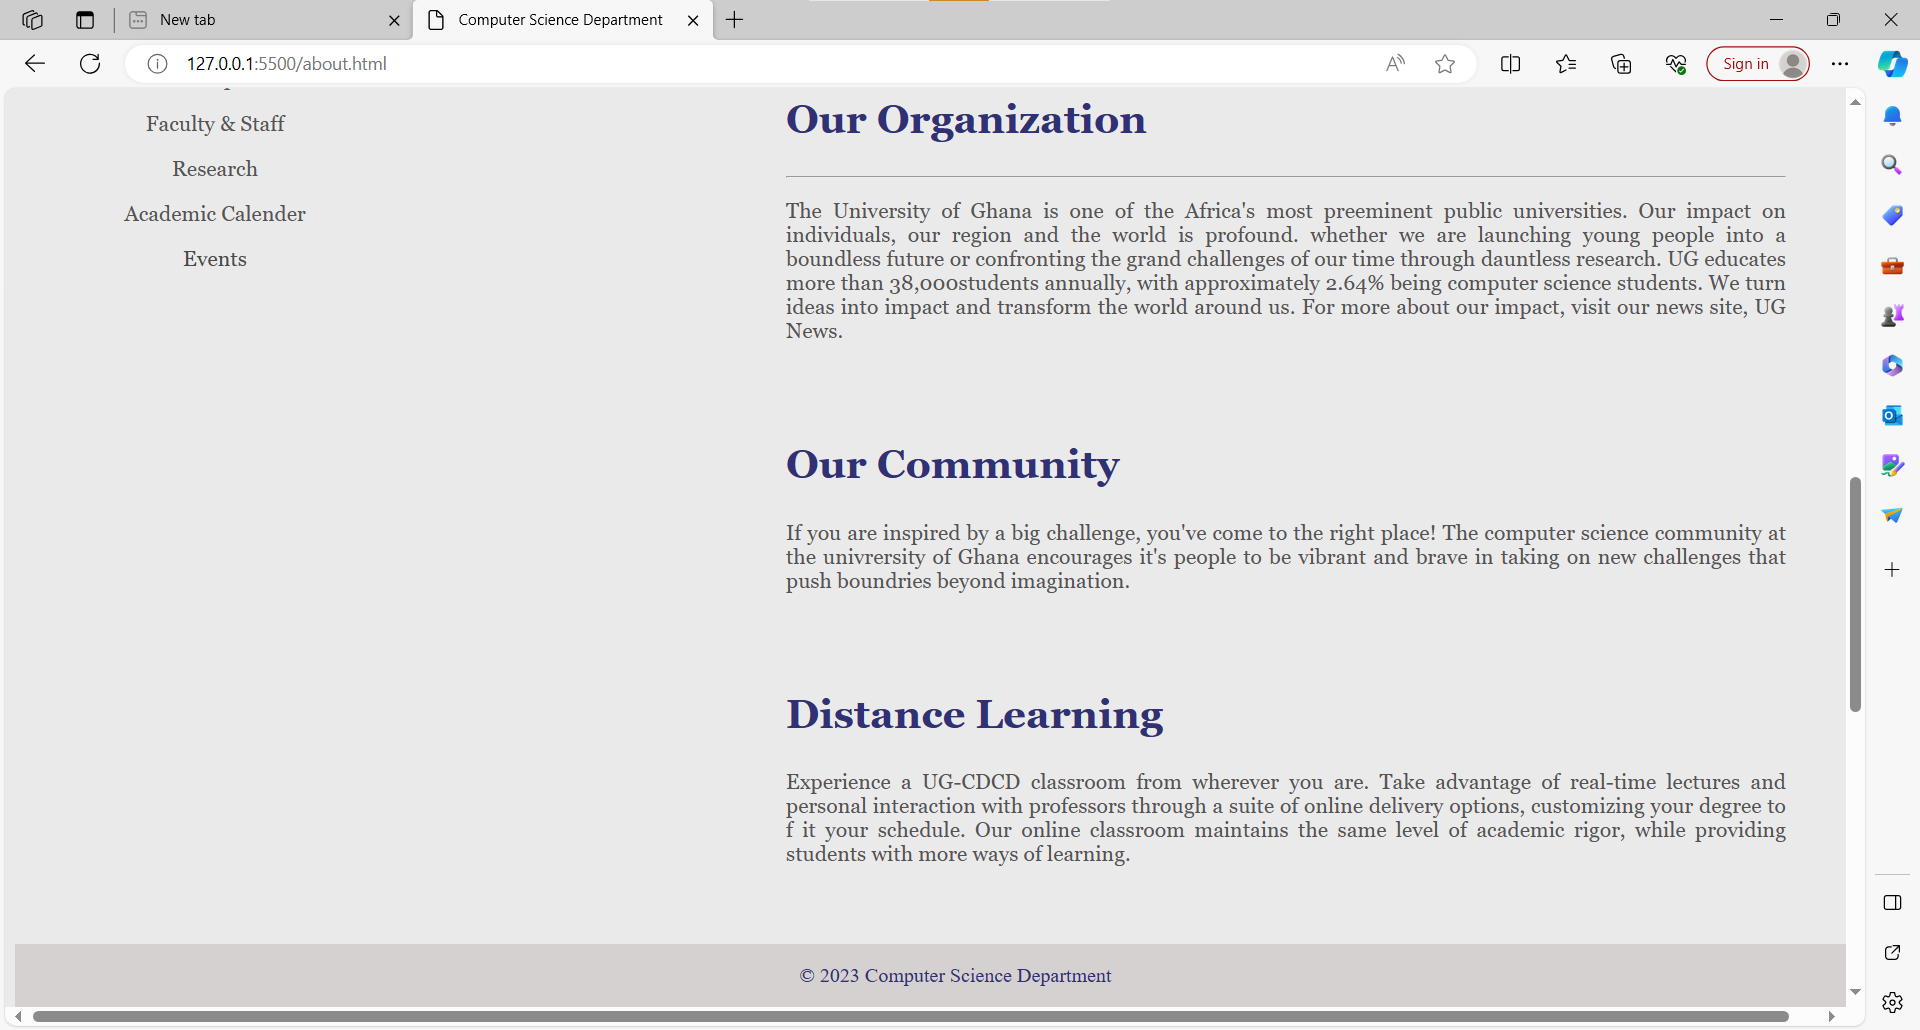 New tab
Computer Science Department
127.0.0.1:5500/about.html
Sign in
Faculty & Staff
Research
Academic Calender
Events
Our Organization
The University of Ghana is one of the Africa's most preeminent public universities. Our impact on
individuals, our region and the world is profound. whether we are launching young people into a
boundless future or confronting the grand challenges of our time through dauntless research. UG educates
more than 38,000students annually, with approximately 2.64% being computer science students. We turn
ideas into impact and transform the world around us. For more about our impact, visit our news site, UG
News.
Our Community
If you are inspired by a big challenge, you've come to the right place! The computer science community at
the univrersity of Ghana encourages it's people to be vibrant and brave in taking on new challenges that
push boundries beyond imagination.
Distance Learning
Experience a UG-CDCD classroom from wherever you are. Take advantage of real-time lectures and
personal interaction with professors through a suite of online delivery options, customizing your degree to
f it your schedule. Our online classroom maintains the same level of academic rigor, while providing
students with more ways of learning.
© 2023 Computer Science Department